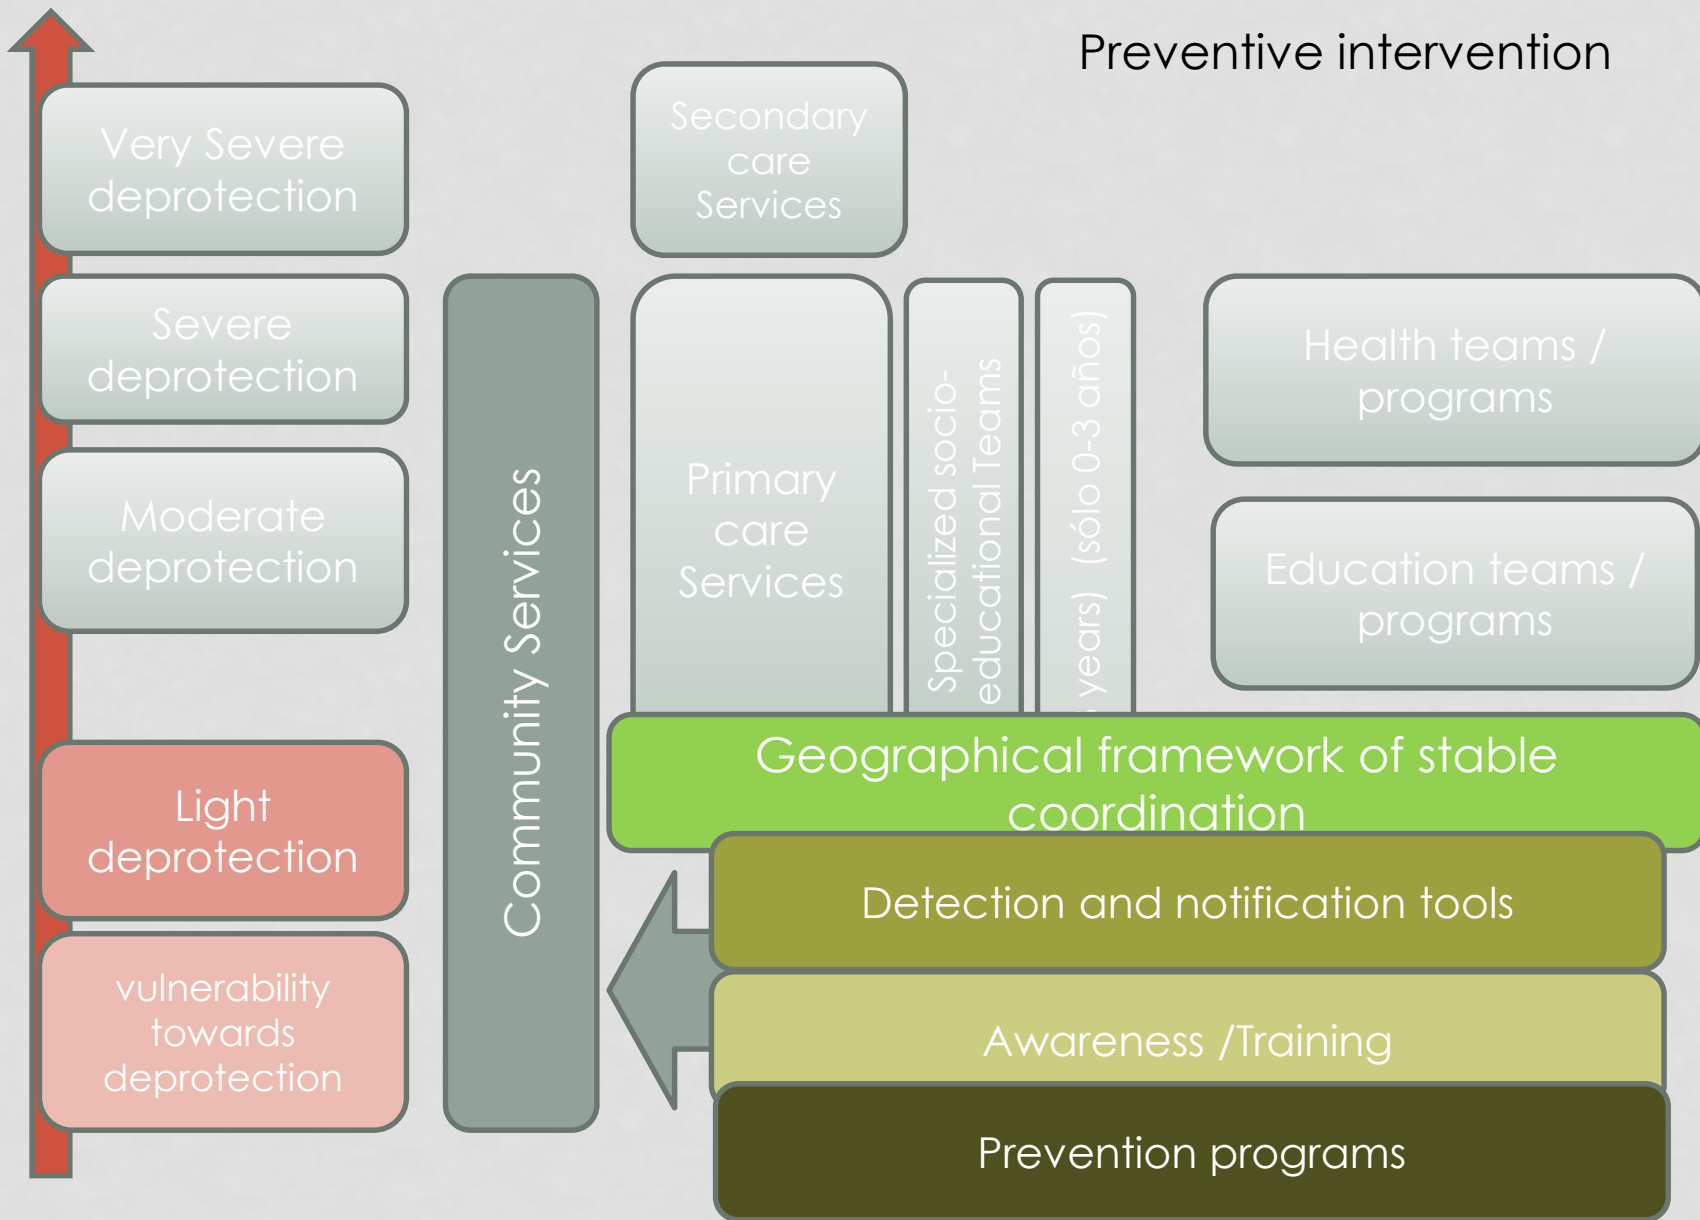 Preventive intervention
Very Severe
deprotection
Severe
deprotection
Moderate
deprotection
Light
deprotection
vulnerability
towards
deprotection
Community Services
Secondary
care
Services
Primary
care
Services
Specialized socio-
educational Teams
years) (sólo 0-3 años)
Health teams /
programs
Education teams /
programs
Geographical framework of stable
coordination
Detection and notification tools
Awareness /Training
Prevention programs